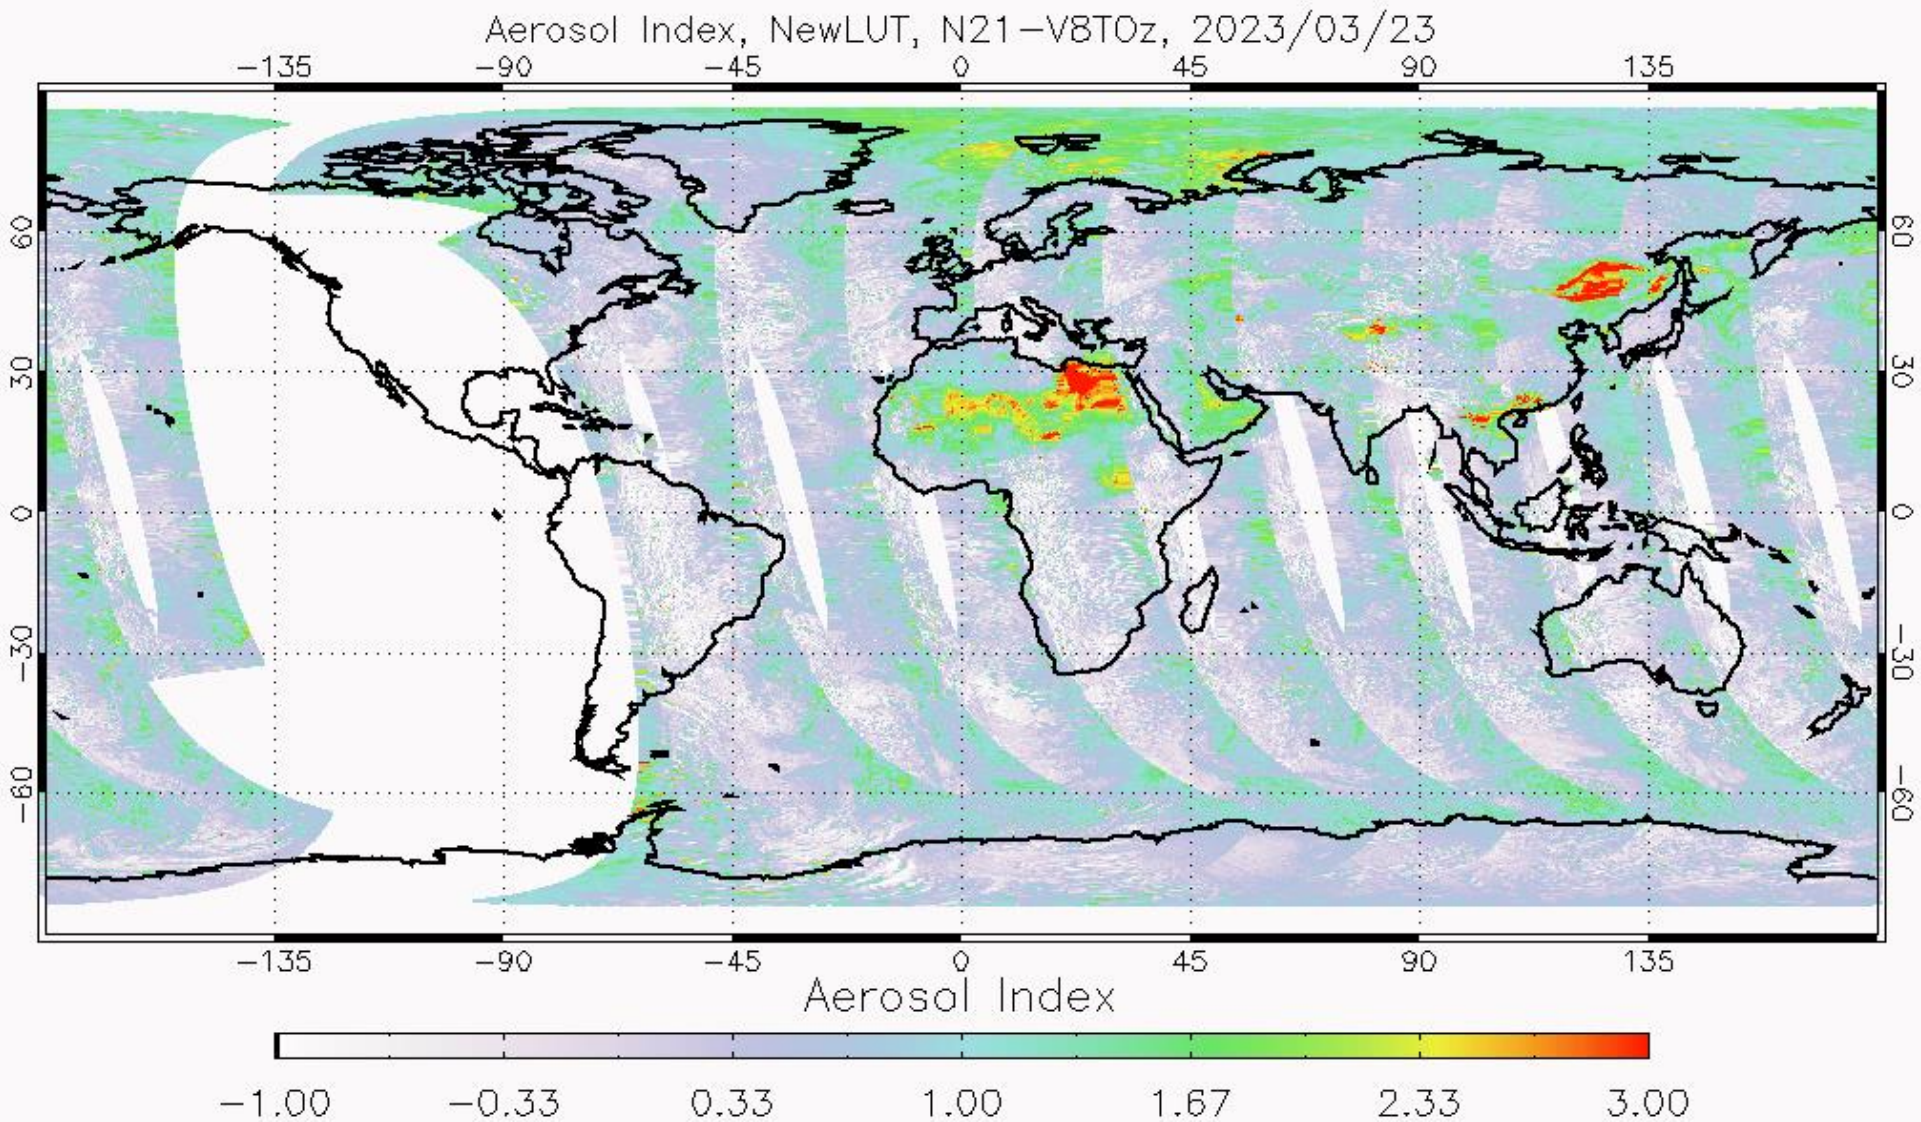 Aerosol Index, NewLUT, N21-V8TOz, 2023/03/23
-135 -90 -45 0 45 90 135
60 60
30 30
0 0
-30 -30
-60 -60
-135 -90 -45 0 45 90 135
Aerosol Index
-1.00 -0.33 0.33 1.00 1.67 2.33 3.00